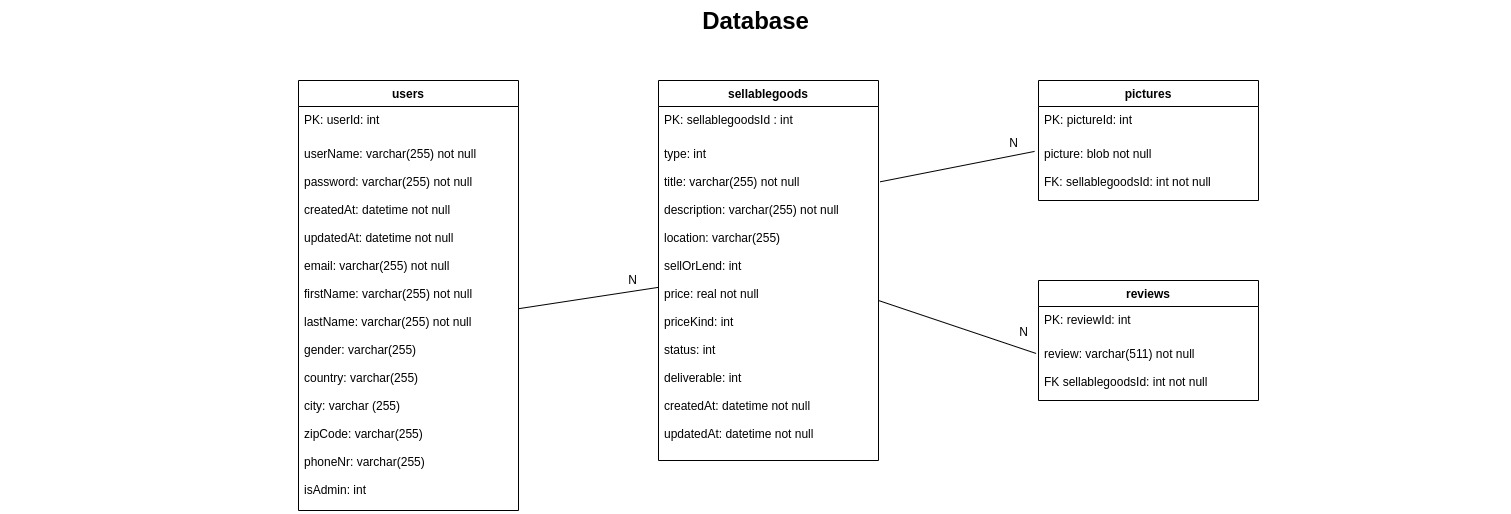 Database
users
PK: userId: int
userName: varchar(255) not null
password: varchar(255) not null
createdAt: datetime not null
updatedAt: datetime not null
email: varchar(255) not null
firstName: varchar(255) not null
lastName: varchar(255) not null
gender: varchar(255)
country: varchar(255)
city: varchar (255)
zipCode: varchar(255)
phoneNr: varchar(255)
isAdmin: int
N
sellablegoods
PK: sellablegoodsId : int
type: int
title: varchar(255) not null
description: varchar(255) not null
location: varchar(255)
sellOrLend: int
price: real not null
priceKind: int
status: int
deliverable: int
createdAt: datetime not null
updatedAt: datetime not null
N
pictures
PK: pictureId: int
picture: blob not null
FK: sellablegoodsId: int not null
N
reviews
PK: reviewId: int
review: varchar(511) not null
FK sellablegoodsId: int not null